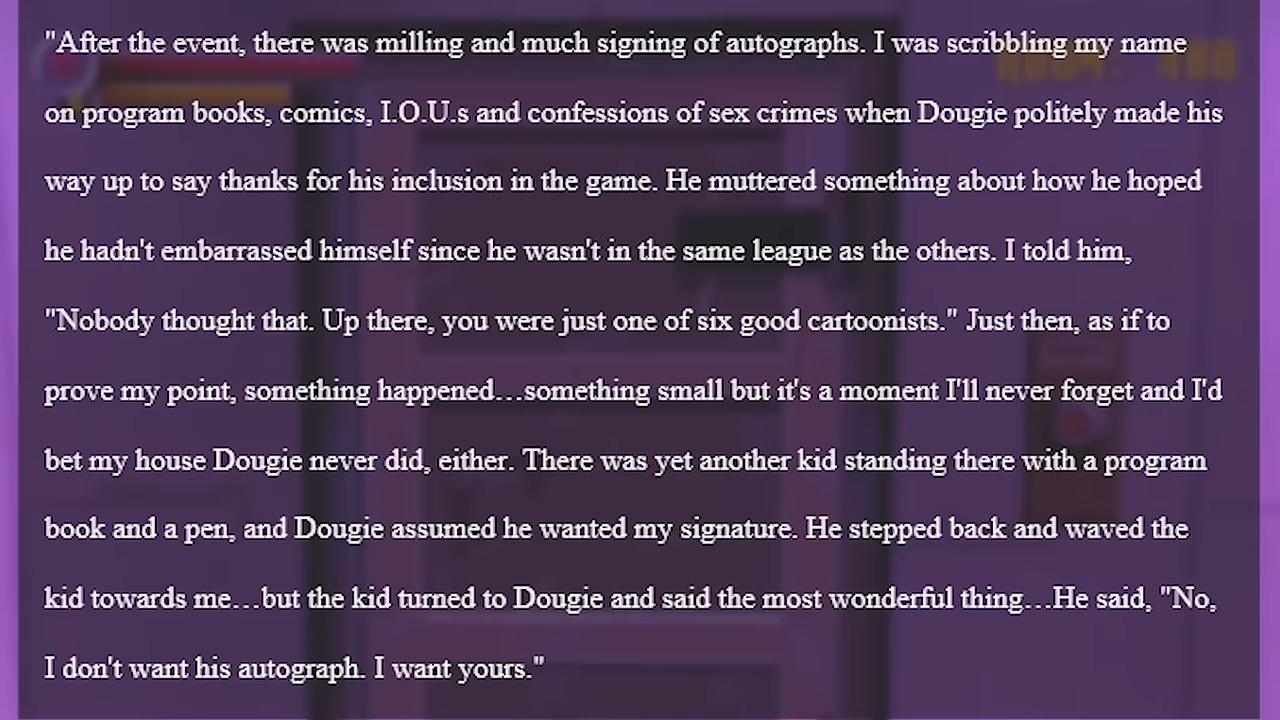 "After the event, there was milling and much signing of autographs. I was scribbling my name
on program books, comics, I.O.U.s and confessions of sex crimes when Dougie politely made his
way up to say thanks for his inclusion in the game. He muttered something about how he hoped
he hadn't embarrassed himself since he wasn't in the same league as the others. I told him,
"Nobody thought that. Up there, you were just one of six good cartoonists." Just then, as if to
prove my point, something happened…something small but it's a moment I'll never forget and I'd
bet my house Dougie never did, either. There was yet another kid standing there with a program
book and a pen, and Dougie assumed he wanted my signature. He stepped back and waved the
kid towards me…but the kid turned to Dougie and said the most wonderful thing…He said, "No,
I don't want his autograph. I want yours."